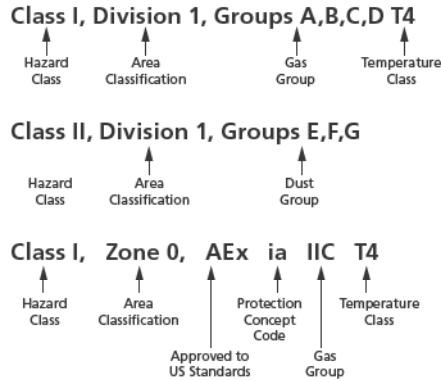 Class I, Division 1, Groups A,B,C,D T4
Hazard Area Gas Temperature
Class Classification Group Class
Class II, Division 1, Groups E,F,G
Hazard Area Dust
Class Classification Group
Class I, Zone 0, AEx ia IIC T4
Hazard Area Protection Temperature
Class Classification Concept Class
Code
Approved to Gas
US Standards Group